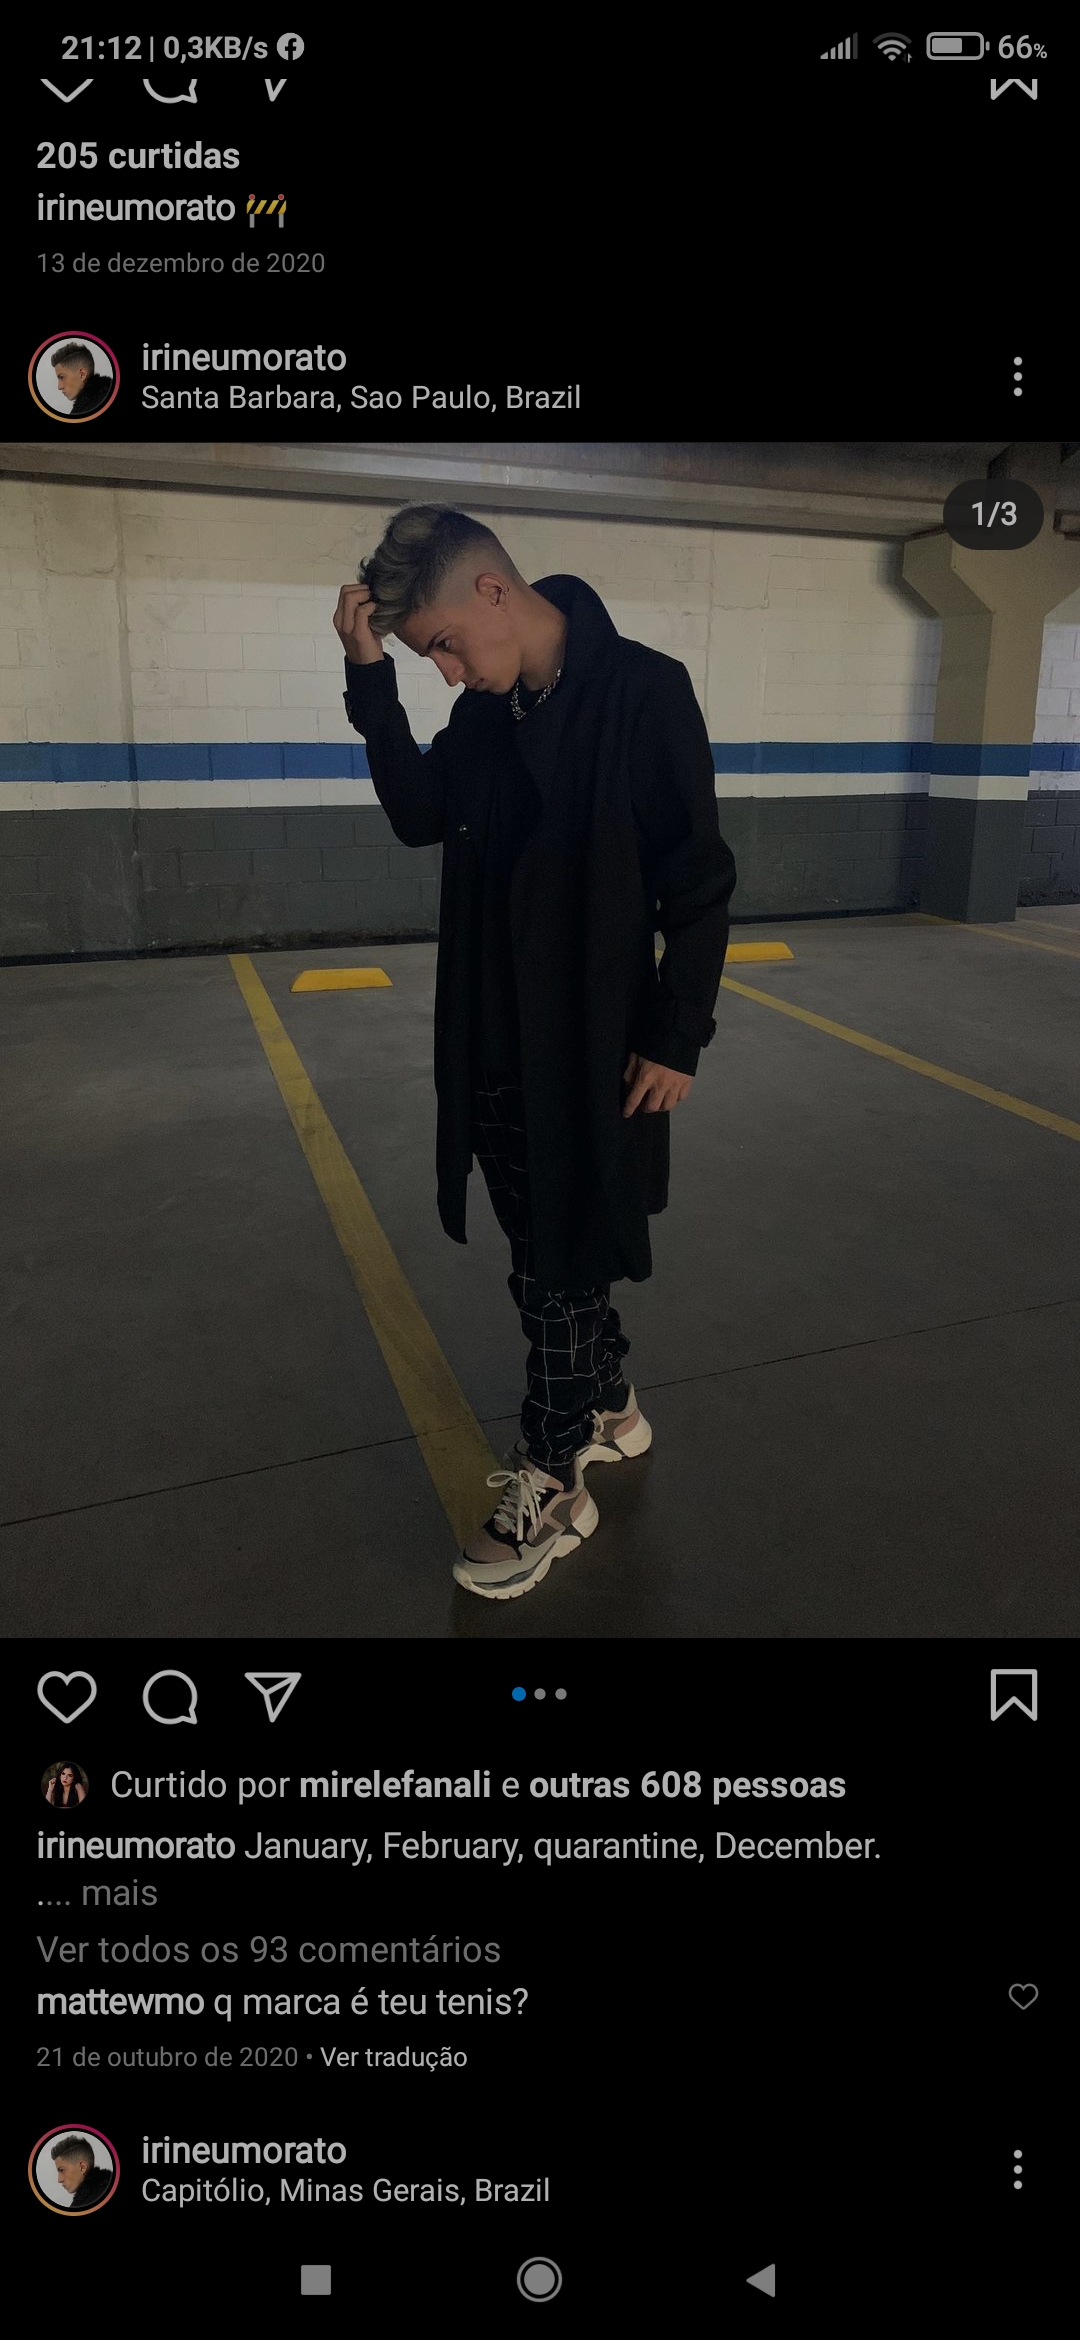 21:12 | 0,3KB/s
66%
205 curtidas
irineumorato 🚧
13 de dezembro de 2020
irineumorato
Santa Barbara, Sao Paulo, Brazil
1/3
Curtido por mirelefanali e outras 608 pessoas
irineumorato January, February, quarantine, December.
.... mais
Ver todos os 93 comentários
mattewmo q marca é teu tenis?
21 de outubro de 2020 • Ver tradução
irineumorato
Capitólio, Minas Gerais, Brazil